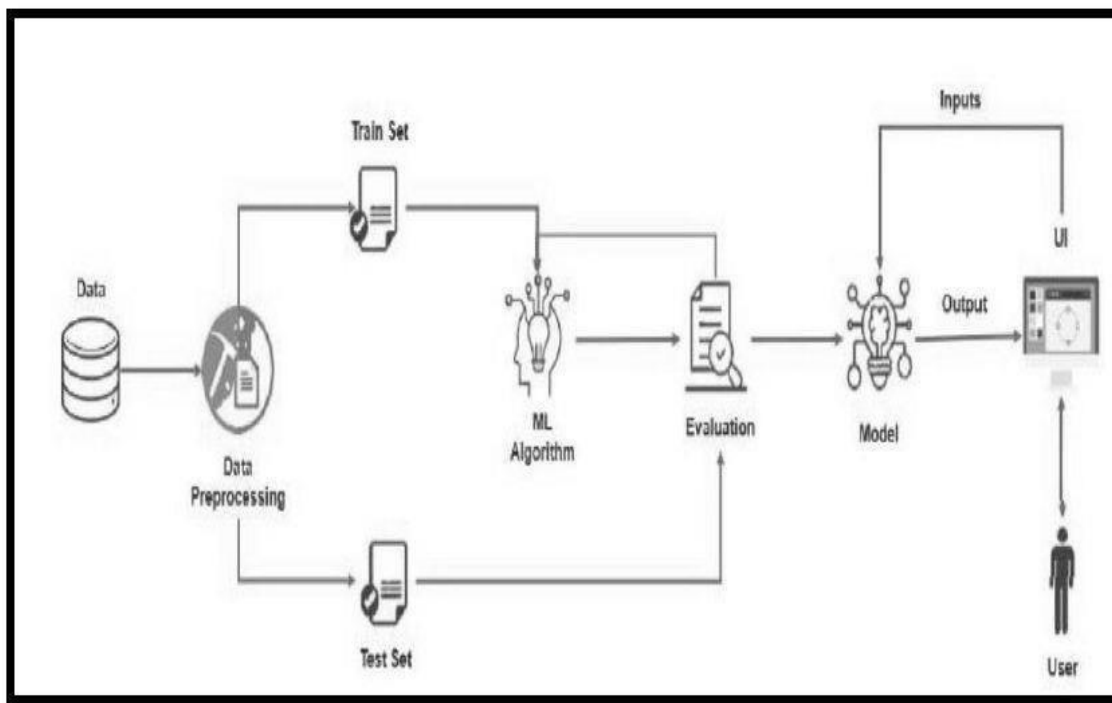 Inputs
Train Set
UI
Data
Output
ML
Algorithm
Evaluation
Model
Data
Preprocessing
Test Set
User